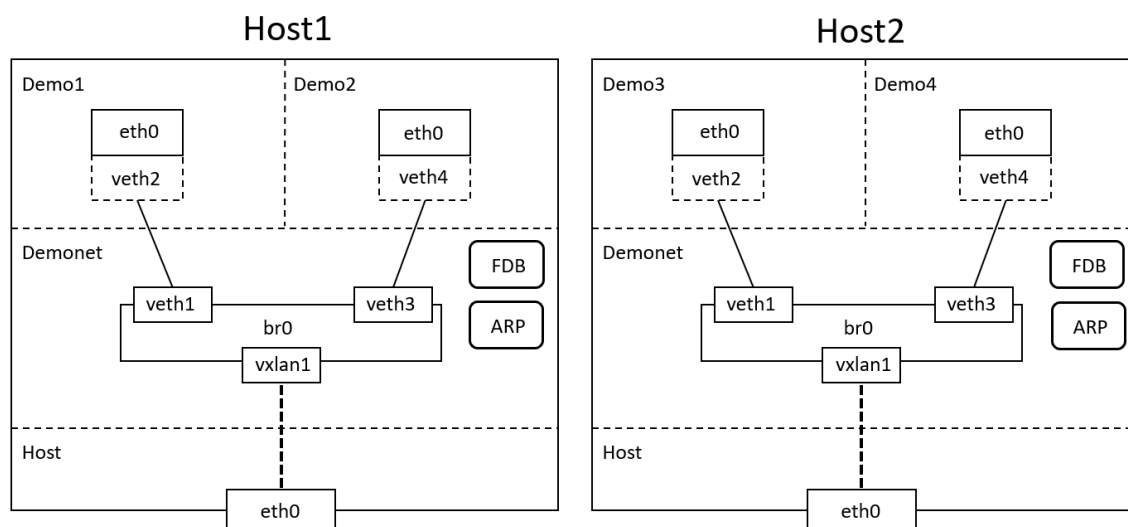 Host1
Demo1
Demo2
eth0
veth2
eth0
veth4
Demonet
FDB
ARP
veth1
veth3
br0
vxlan1
Host
eth0
Host2
Demo3
Demo4
eth0
veth2
eth0
veth4
Demonet
FDB
ARP
veth1
veth3
br0
vxlan1
Host
eth0